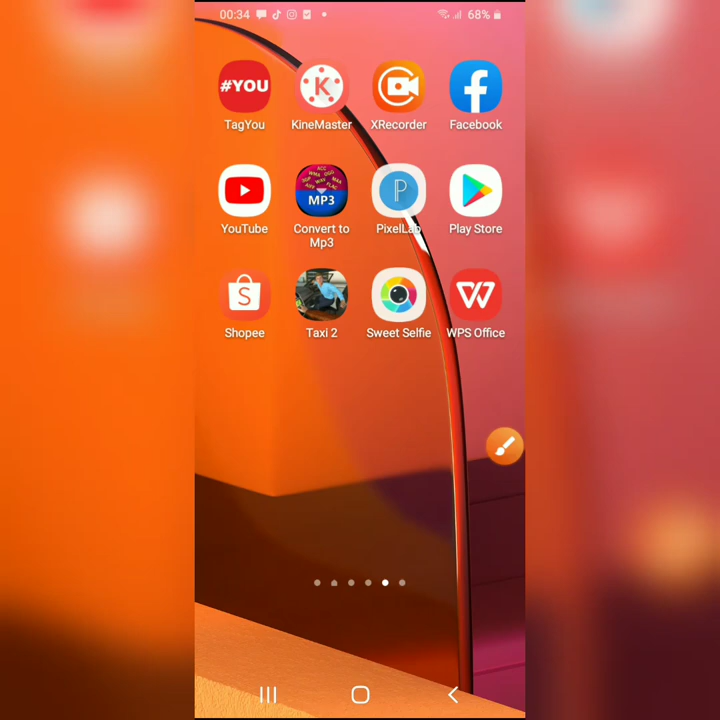 00:34 68%
#YOU
TagYou KineMaster XRecorder Facebook
MP3
YouTube Convert to Mp3 PixelLab Play Store
Shopee Taxi 2 Sweet Selfie WPS Office